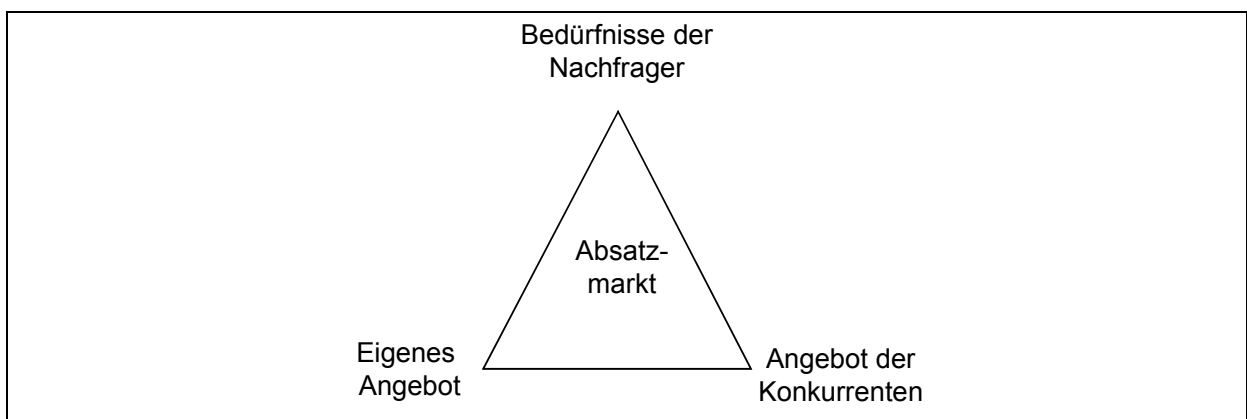 Bedürfnisse der
Nachfrager
Absatz-
markt
Eigenes
Angebot
Angebot der
Konkurrenten